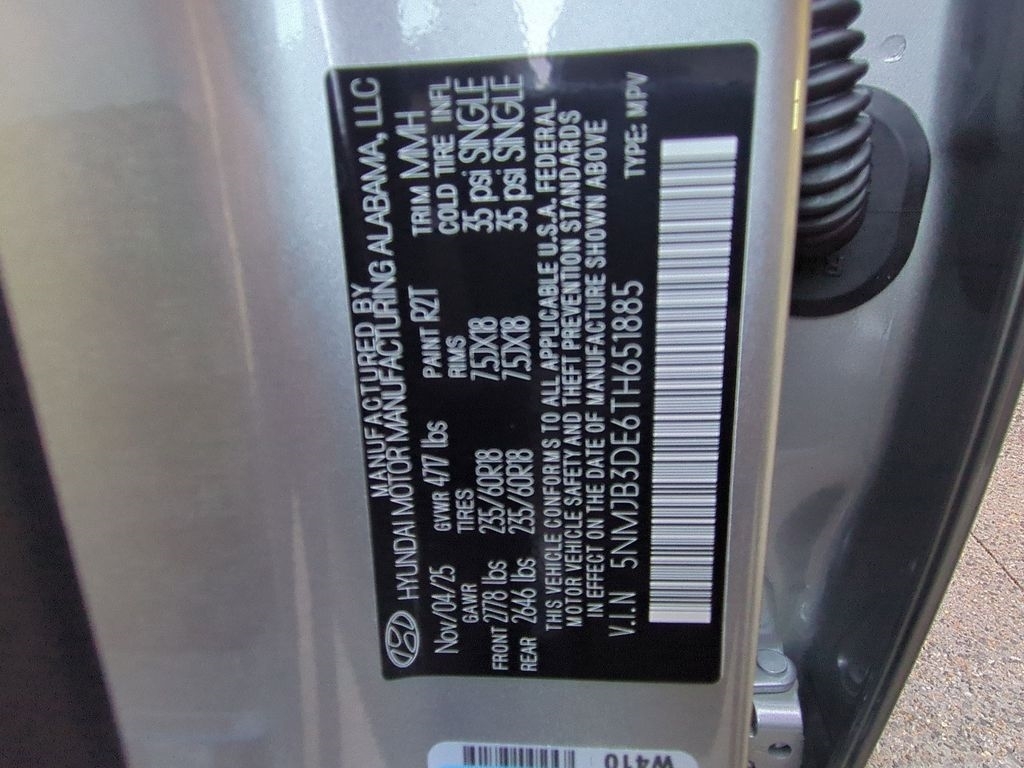 MANUFACTURED BY
HYUNDAI MOTOR MANUFACTURING ALABAMA, LLC
Nov/04/25 GVWR 4717 lbs PAINT R2T TRIM MMH
GAWR TIRES RIMS COLD TIRE INFL
FRONT 2778 lbs 235/60R18 7.5JX18 35 psi SINGLE
REAR 2646 lbs 235/60R18 7.5JX18 35 psi SINGLE
THIS VEHICLE CONFORMS TO ALL APPLICABLE U.S.A. FEDERAL
MOTOR VEHICLE SAFETY AND THEFT PREVENTION STANDARDS
IN EFFECT ON THE DATE OF MANUFACTURE SHOWN ABOVE
V.I.N 5NMJB3DE6TH651885 TYPE: MPV
W410